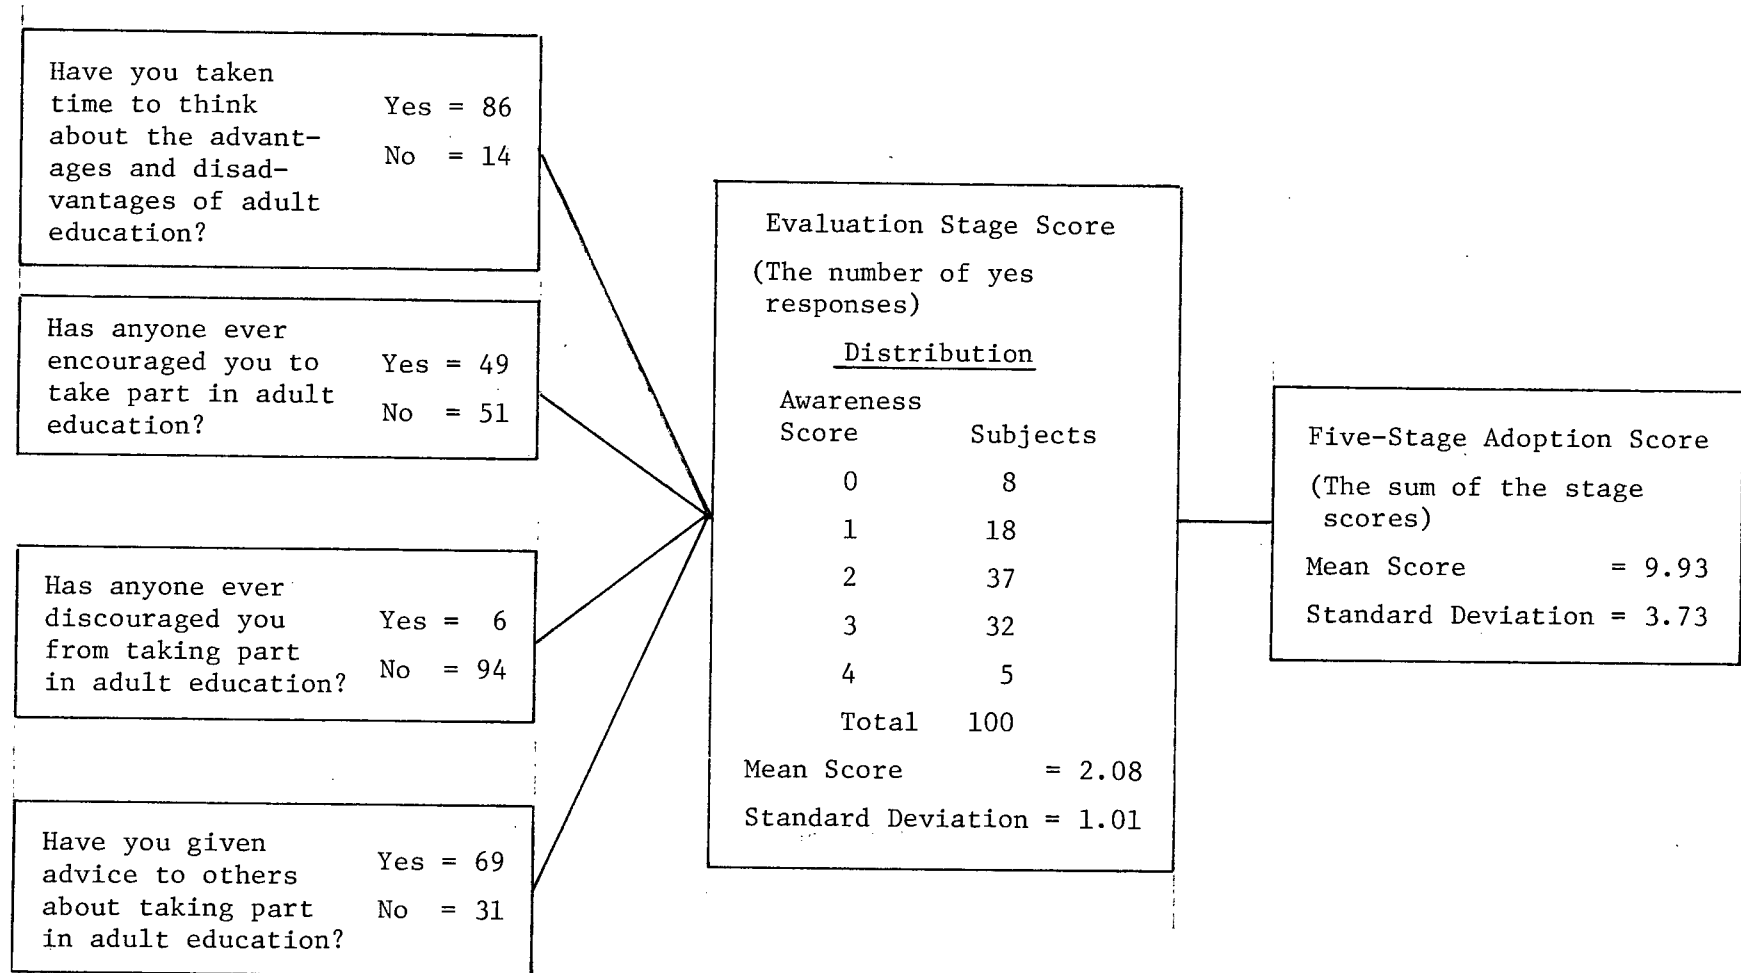 Have you taken
time to think
about the advant-
ages and disad-
vantages of adult
education?
Yes = 86
No = 14
Has anyone ever
encouraged you to
take part in adult
education?
Yes = 49
No = 51
Has anyone ever
discouraged you
from taking part
in adult education?
Yes = 6
No = 94
Have you given
advice to others
about taking part
in adult education?
Yes = 69
No = 31
Evaluation Stage Score
(The number of yes
responses)
Distribution
Awareness
Score Subjects
0 8
1 18
2 37
3 32
4 5
Total 100
Mean Score = 2.08
Standard Deviation = 1.01
Five-Stage Adoption Score
(The sum of the stage
scores)
Mean Score = 9.93
Standard Deviation = 3.73